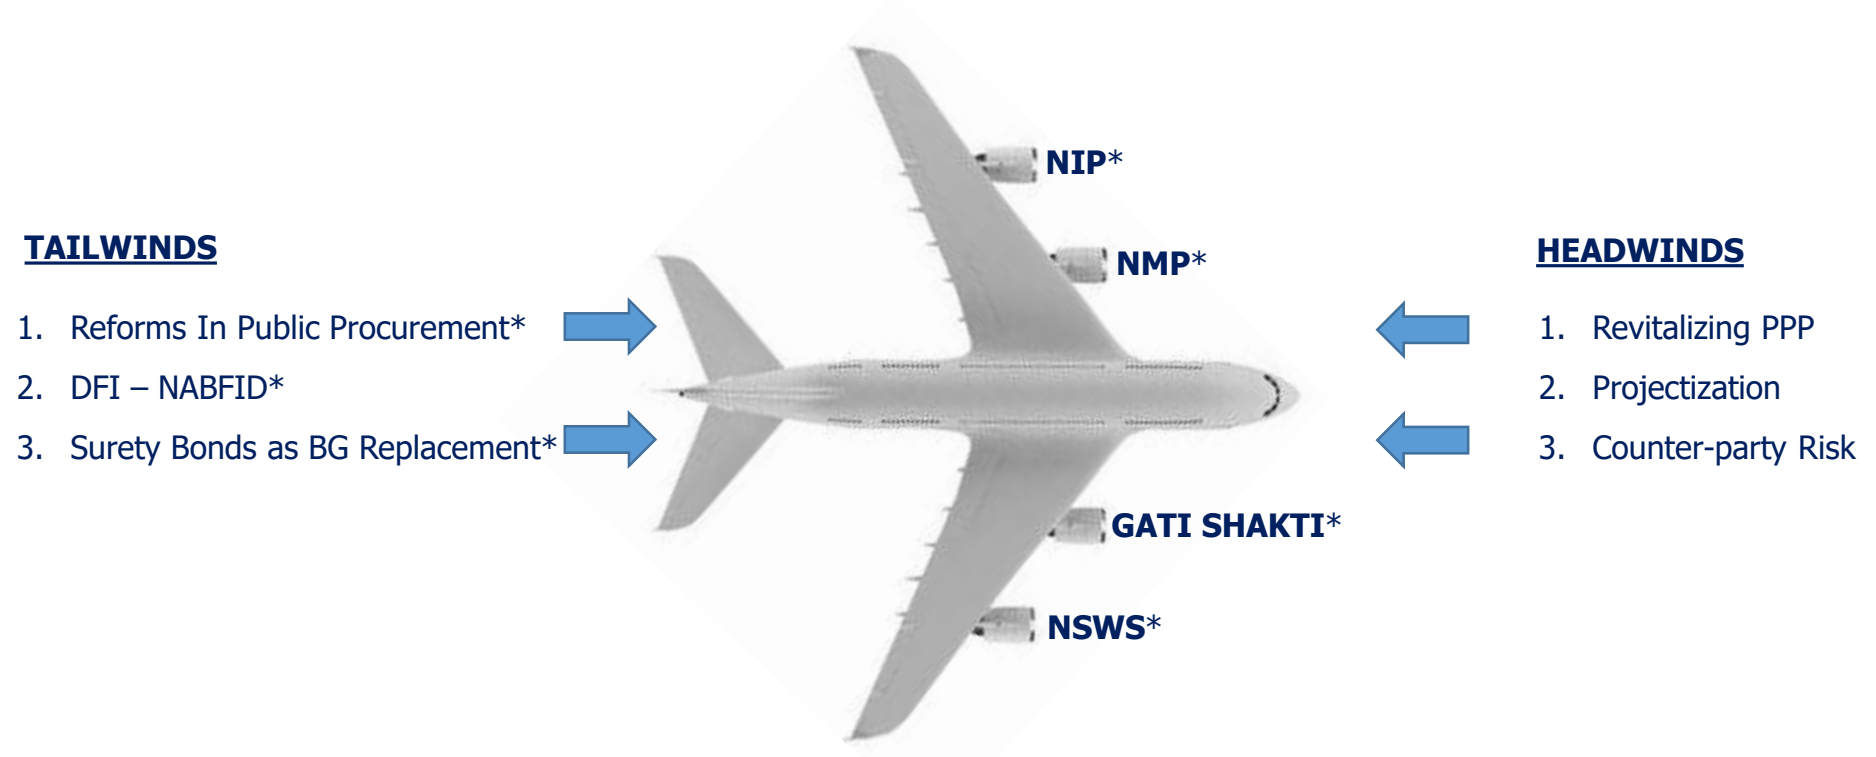 NIP*
NMP*
TAILWINDS
1. Reforms In Public Procurement*
2. DFI – NABFID*
3. Surety Bonds as BG Replacement*
HEADWINDS
1. Revitalizing PPP
2. Projectization
3. Counter-party Risk
GATI SHAKTI*
NSWS*